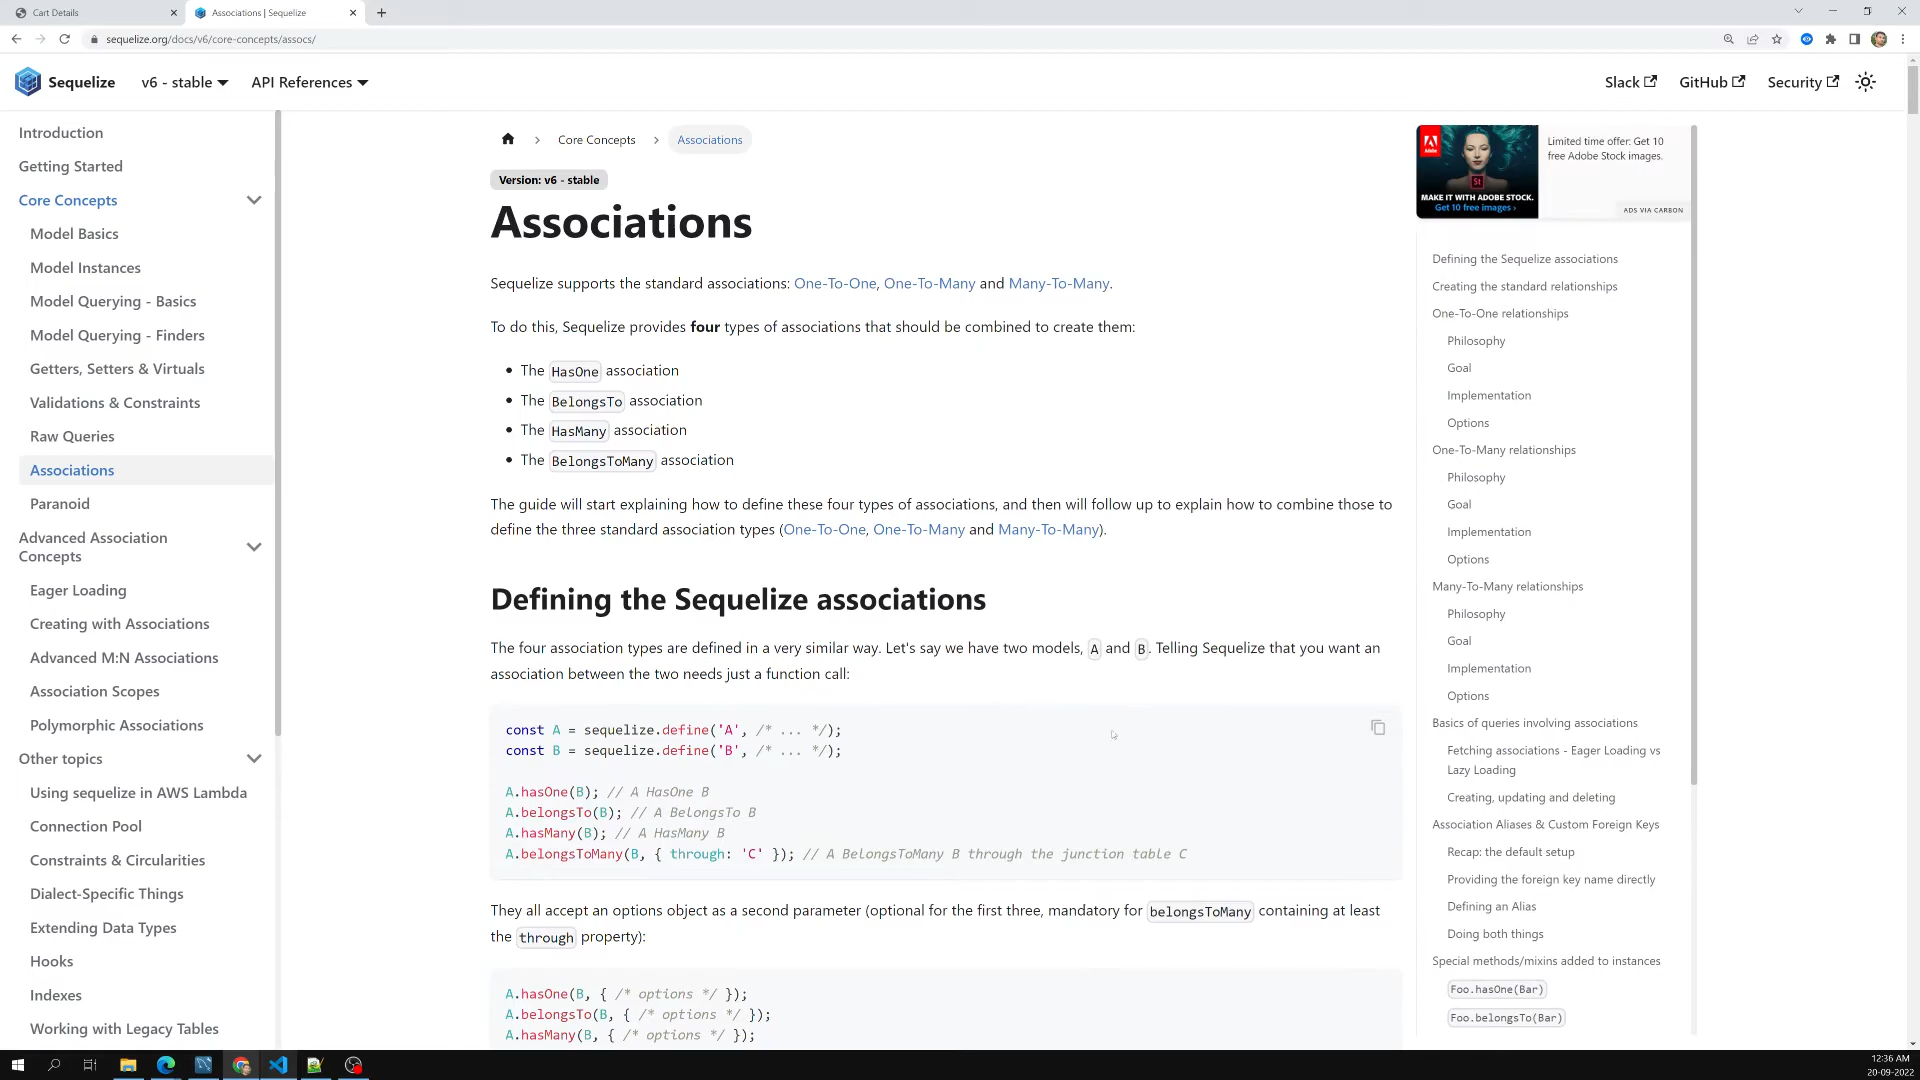 Cart Details
Associations | Sequelize
sequelize.org/docs/v6/core-concepts/assocs/
Sequelize
v6 - stable
API References
Slack
GitHub
Security
Introduction
Getting Started
Core Concepts
Model Basics
Model Instances
Model Querying - Basics
Model Querying - Finders
Getters, Setters & Virtuals
Validations & Constraints
Raw Queries
Associations
Paranoid
Advanced Association
Concepts
Eager Loading
Creating with Associations
Advanced M:N Associations
Association Scopes
Polymorphic Associations
Other topics
Using sequelize in AWS Lambda
Connection Pool
Constraints & Circularities
Dialect-Specific Things
Extending Data Types
Hooks
Indexes
Working with Legacy Tables
Core Concepts
Associations
Version: v6 - stable
Associations
Sequelize supports the standard associations: One-To-One, One-To-Many and Many-To-Many.
To do this, Sequelize provides four types of associations that should be combined to create them:
The HasOne association
The BelongsTo association
The HasMany association
The BelongsToMany association
The guide will start explaining how to define these four types of associations, and then will follow up to explain how to combine those to
define the three standard association types (One-To-One, One-To-Many and Many-To-Many).
Defining the Sequelize associations
The four association types are defined in a very similar way. Let's say we have two models, A and B. Telling Sequelize that you want an
association between the two needs just a function call:
const A = sequelize.define('A', /* ... */);
const B = sequelize.define('B', /* ... */);
A.hasOne(B); // A HasOne B
A.belongsTo(B); // A BelongsTo B
A.hasMany(B); // A HasMany B
A.belongsToMany(B, { through: 'C' }); // A BelongsToMany B through the junction table C
They all accept an options object as a second parameter (optional for the first three, mandatory for belongsToMany containing at least
the through property):
A.hasOne(B, { /* options */ });
A.belongsTo(B, { /* options */ });
A.hasMany(B, { /* options */ });
Adobe
St
MAKE IT WITH ADOBE STOCK.
Get 10 free images ›
Limited time offer: Get 10
free Adobe Stock images.
ADS VIA CARBON
Defining the Sequelize associations
Creating the standard relationships
One-To-One relationships
Philosophy
Goal
Implementation
Options
One-To-Many relationships
Philosophy
Goal
Implementation
Options
Many-To-Many relationships
Philosophy
Goal
Implementation
Options
Basics of queries involving associations
Fetching associations - Eager Loading vs
Lazy Loading
Creating, updating and deleting
Association Aliases & Custom Foreign Keys
Recap: the default setup
Providing the foreign key name directly
Defining an Alias
Doing both things
Special methods/mixins added to instances
Foo.hasOne(Bar)
Foo.belongsTo(Bar)
12:36 AM
20-09-2022